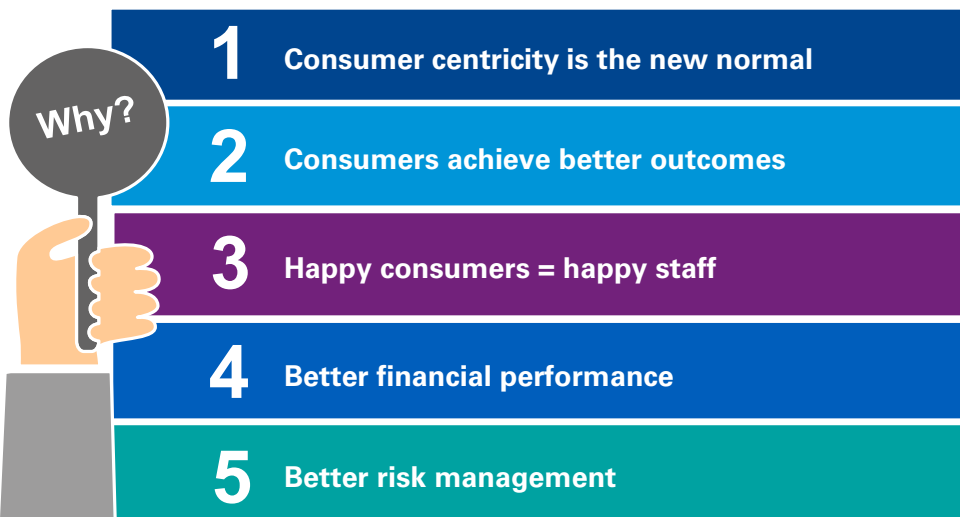 Why?
1 Consumer centricity is the new normal
2 Consumers achieve better outcomes
3 Happy consumers = happy staff
4 Better financial performance
5 Better risk management